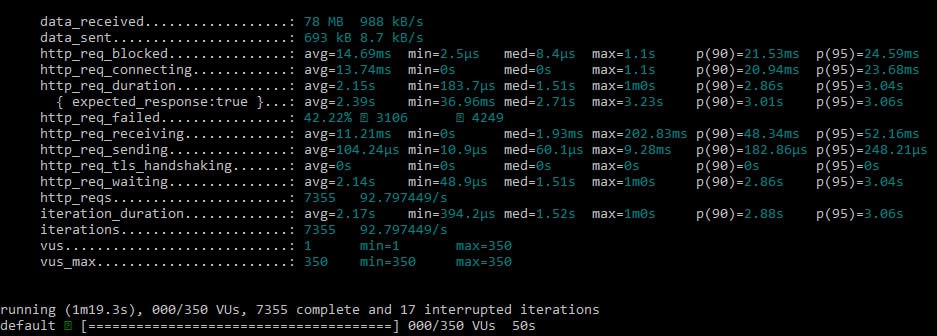 data_received..................: 78 MB  988 kB/s
data_sent......................: 693 kB 8.7 kB/s
http_req_blocked...............: avg=14.69ms  min=2.5µs   med=8.4µs  max=1.1s     p(90)=21.53ms  p(95)=24.59ms
http_req_connecting............: avg=13.74ms  min=0s      med=0s     max=1.1s     p(90)=20.94ms  p(95)=23.68ms
http_req_duration..............: avg=2.15s    min=183.7µs med=1.51s  max=1m0s     p(90)=2.86s    p(95)=3.04s
{ expected_response:true }...: avg=2.39s    min=36.96ms med=2.71s  max=3.23s    p(90)=3.01s    p(95)=3.06s
http_req_failed................: 42.22% 3106      4249
http_req_receiving.............: avg=11.21ms  min=0s      med=1.93ms max=202.83ms p(90)=48.34ms  p(95)=52.16ms
http_req_sending...............: avg=104.24µs min=10.9µs  med=60.1µs max=9.28ms   p(90)=182.86µs p(95)=248.21µs
http_req_tls_handshaking.......: avg=0s       min=0s      med=0s     max=0s       p(90)=0s       p(95)=0s
http_req_waiting...............: avg=2.14s    min=48.9µs  med=1.51s  max=1m0s     p(90)=2.86s    p(95)=3.04s
http_reqs......................: 7355   92.797449/s
iteration_duration.............: avg=2.17s    min=394.2µs med=1.52s  max=1m0s     p(90)=2.88s    p(95)=3.06s
iterations.....................: 7355   92.797449/s
vus............................: 1      min=1       max=350
vus_max........................: 350    min=350     max=350
running (1m19.3s), 000/350 VUs, 7355 complete and 17 interrupted iterations
default [======================================] 000/350 VUs  50s